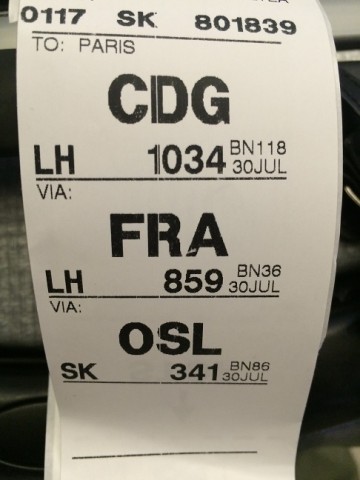 0117 SK 801839
TO: PARIS
CDG
LH 1034 BN118 30JUL
VIA:
FRA
LH 859 BN36 30JUL
VIA:
OSL
SK 341 BN86 30JUL